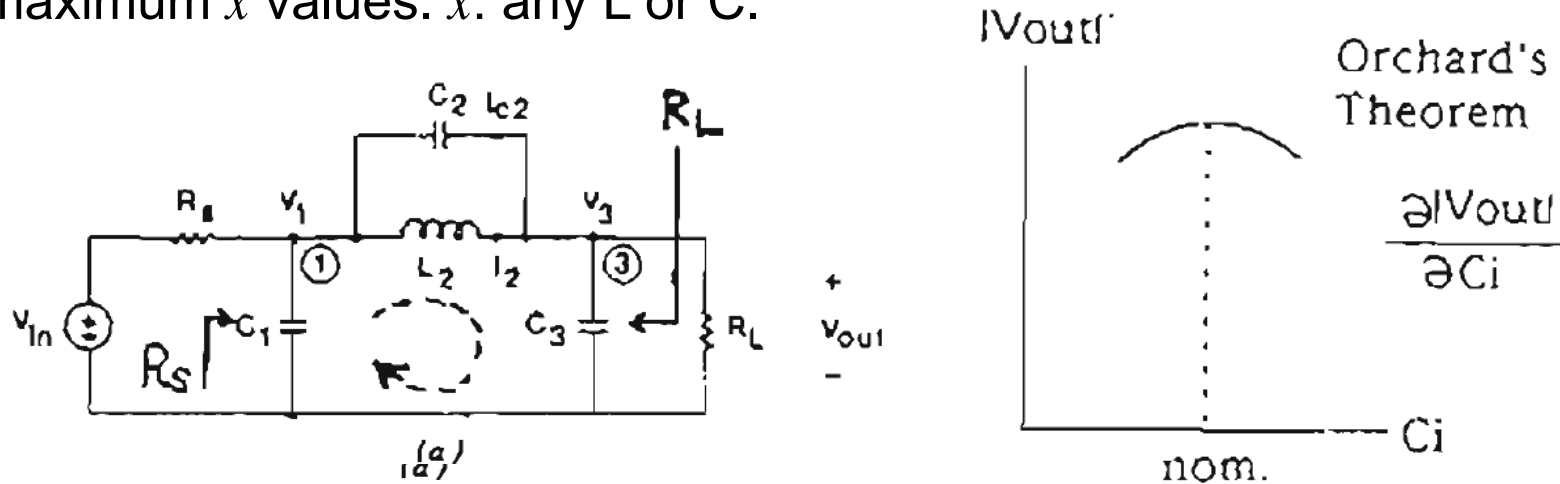 maximum x values. x: any L or C.
|Vout|
Orchard's
Theorem
C2 Ic2
RL
Rs V1 V3
∂|Vout|
∂Ci
1 L2 I2 3
+
Vin C1 C3 RL Vout
Rs
−
Ci
nom.
(a)